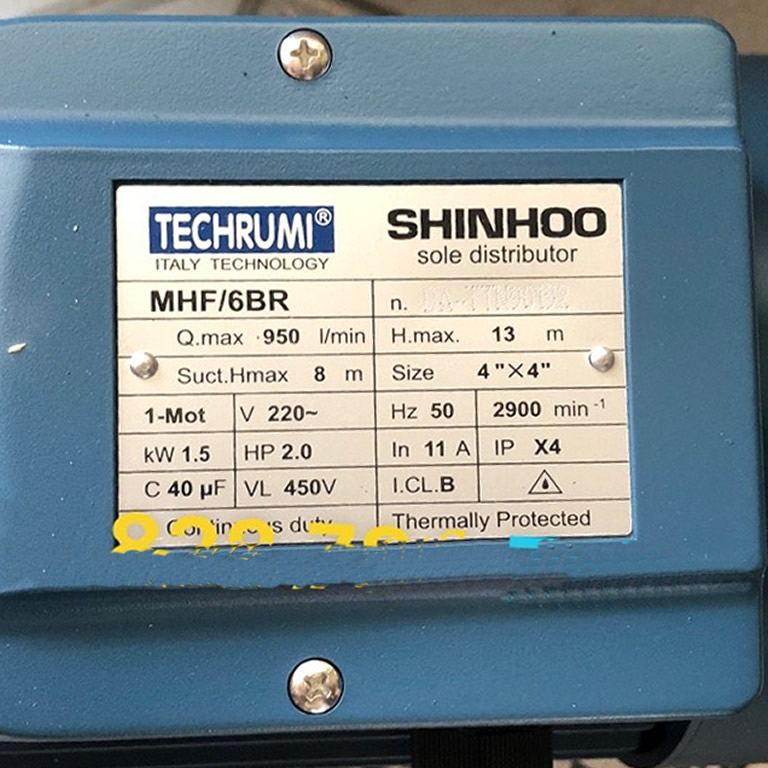 TECHRUMI® SHINHOO
ITALY TECHNOLOGY sole distributor
MHF/6BR n.
Q.max 950 l/min H.max. 13 m
Suct.Hmax 8 m Size 4"×4"
1-Mot V 220~ Hz 50 2900 min⁻¹
kW 1.5 HP 2.0 In 11 A IP X4
C 40 µF VL 450V I.CL.B
Continuous duty Thermally Protected